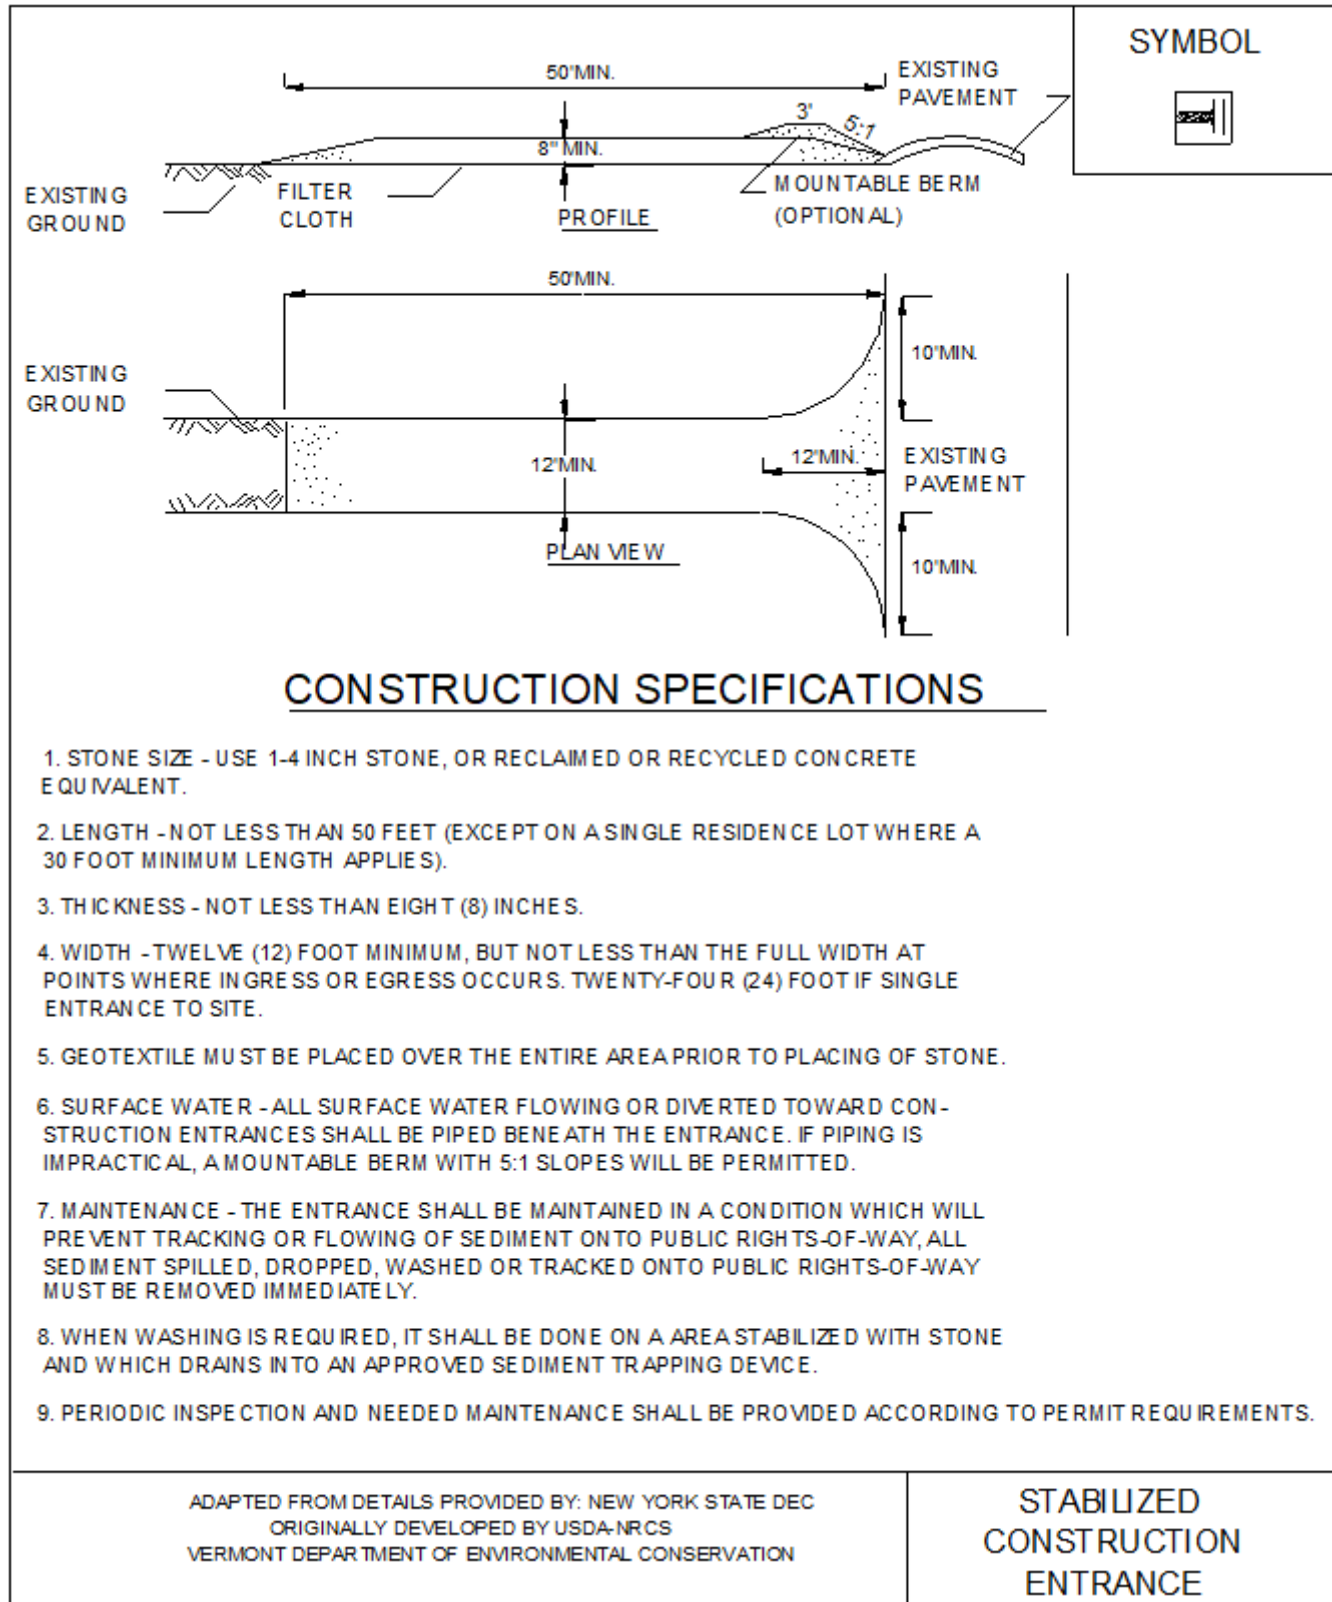 SYMBOL
50'MIN.
EXISTING
PAVEMENT
3'
5:1
8" MIN.
EXISTING
GROUND
FILTER
CLOTH
PROFILE
MOUNTABLE BERM
(OPTIONAL)
50'MIN.
10'MIN.
EXISTING
GROUND
12'MIN.
12'MIN.
EXISTING
PAVEMENT
PLAN VIEW
10'MIN.
CONSTRUCTION SPECIFICATIONS
1. STONE SIZE - USE 1-4 INCH STONE, OR RECLAIMED OR RECYCLED CONCRETE
EQUIVALENT.
2. LENGTH - NOT LESS THAN 50 FEET (EXCEPT ON A SINGLE RESIDENCE LOT WHERE A
30 FOOT MINIMUM LENGTH APPLIES).
3. THICKNESS - NOT LESS THAN EIGHT (8) INCHES.
4. WIDTH - TWELVE (12) FOOT MINIMUM, BUT NOT LESS THAN THE FULL WIDTH AT
POINTS WHERE INGRESS OR EGRESS OCCURS. TWENTY-FOUR (24) FOOT IF SINGLE
ENTRANCE TO SITE.
5. GEOTEXTILE MUST BE PLACED OVER THE ENTIRE AREA PRIOR TO PLACING OF STONE.
6. SURFACE WATER - ALL SURFACE WATER FLOWING OR DIVERTED TOWARD CON-
STRUCTION ENTRANCES SHALL BE PIPED BENEATH THE ENTRANCE. IF PIPING IS
IMPRACTICAL, A MOUNTABLE BERM WITH 5:1 SLOPES WILL BE PERMITTED.
7. MAINTENANCE - THE ENTRANCE SHALL BE MAINTAINED IN A CONDITION WHICH WILL
PREVENT TRACKING OR FLOWING OF SEDIMENT ONTO PUBLIC RIGHTS-OF-WAY, ALL
SEDIMENT SPILLED, DROPPED, WASHED OR TRACKED ONTO PUBLIC RIGHTS-OF-WAY
MUST BE REMOVED IMMEDIATELY.
8. WHEN WASHING IS REQUIRED, IT SHALL BE DONE ON A AREA STABILIZED WITH STONE
AND WHICH DRAINS INTO AN APPROVED SEDIMENT TRAPPING DEVICE.
9. PERIODIC INSPECTION AND NEEDED MAINTENANCE SHALL BE PROVIDED ACCORDING TO PERMIT REQUIREMENTS.
ADAPTED FROM DETAILS PROVIDED BY: NEW YORK STATE DEC
ORIGINALLY DEVELOPED BY USDA-NRCS
VERMONT DEPARTMENT OF ENVIRONMENTAL CONSERVATION
STABILIZED
CONSTRUCTION
ENTRANCE